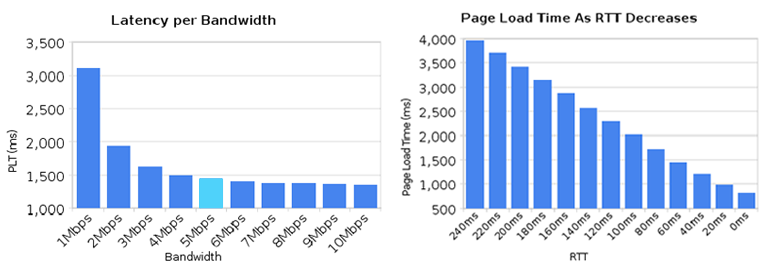 Latency per Bandwidth
PLT (ms)
3,500
3,000
2,500
2,000
1,500
1,000
1Mbps
2Mbps
3Mbps
4Mbps
5Mbps
6Mbps
7Mbps
8Mbps
9Mbps
10Mbps
Bandwidth
Page Load Time As RTT Decreases
Page Load Time (ms)
4,000
3,500
3,000
2,500
2,000
1,500
1,000
500
240ms
220ms
200ms
180ms
160ms
140ms
120ms
100ms
80ms
60ms
40ms
20ms
0ms
RTT